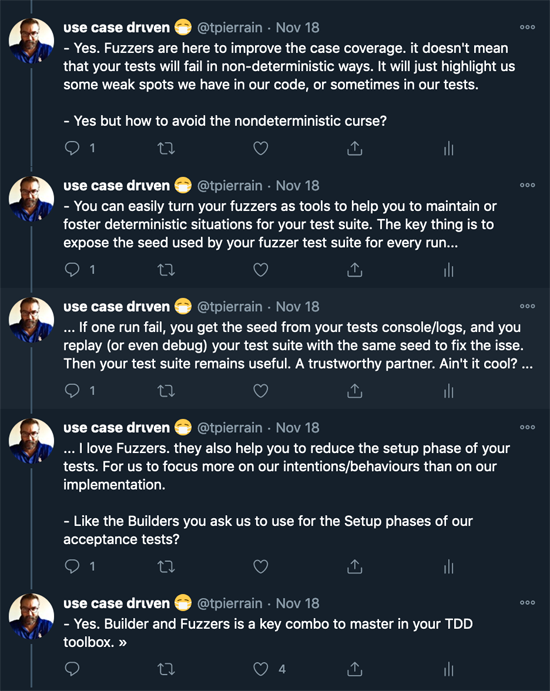 use case drıven 😷 @tpierrain · Nov 18
- Yes. Fuzzers are here to improve the case coverage. it doesn't mean
that your tests will fail in non-deterministic ways. It will just highlight us
some weak spots we have in our code, or sometimes in our tests.
- Yes but how to avoid the nondeterministic curse?
1
use case drıven 😷 @tpierrain · Nov 18
- You can easily turn your fuzzers as tools to help you to maintain or
foster deterministic situations for your test suite. The key thing is to
expose the seed used by your fuzzer test suite for every run...
1
use case drıven 😷 @tpierrain · Nov 18
... If one run fail, you get the seed from your tests console/logs, and you
replay (or even debug) your test suite with the same seed to fix the isse.
Then your test suite remains useful. A trustworthy partner. Ain't it cool? ...
1
use case drıven 😷 @tpierrain · Nov 18
... I love Fuzzers. they also help you to reduce the setup phase of your
tests. For us to focus more on our intentions/behaviours than on our
implementation.
- Like the Builders you ask us to use for the Setup phases of our
acceptance tests?
1
use case drıven 😷 @tpierrain · Nov 18
- Yes. Builder and Fuzzers is a key combo to master in your TDD
toolbox. »
4